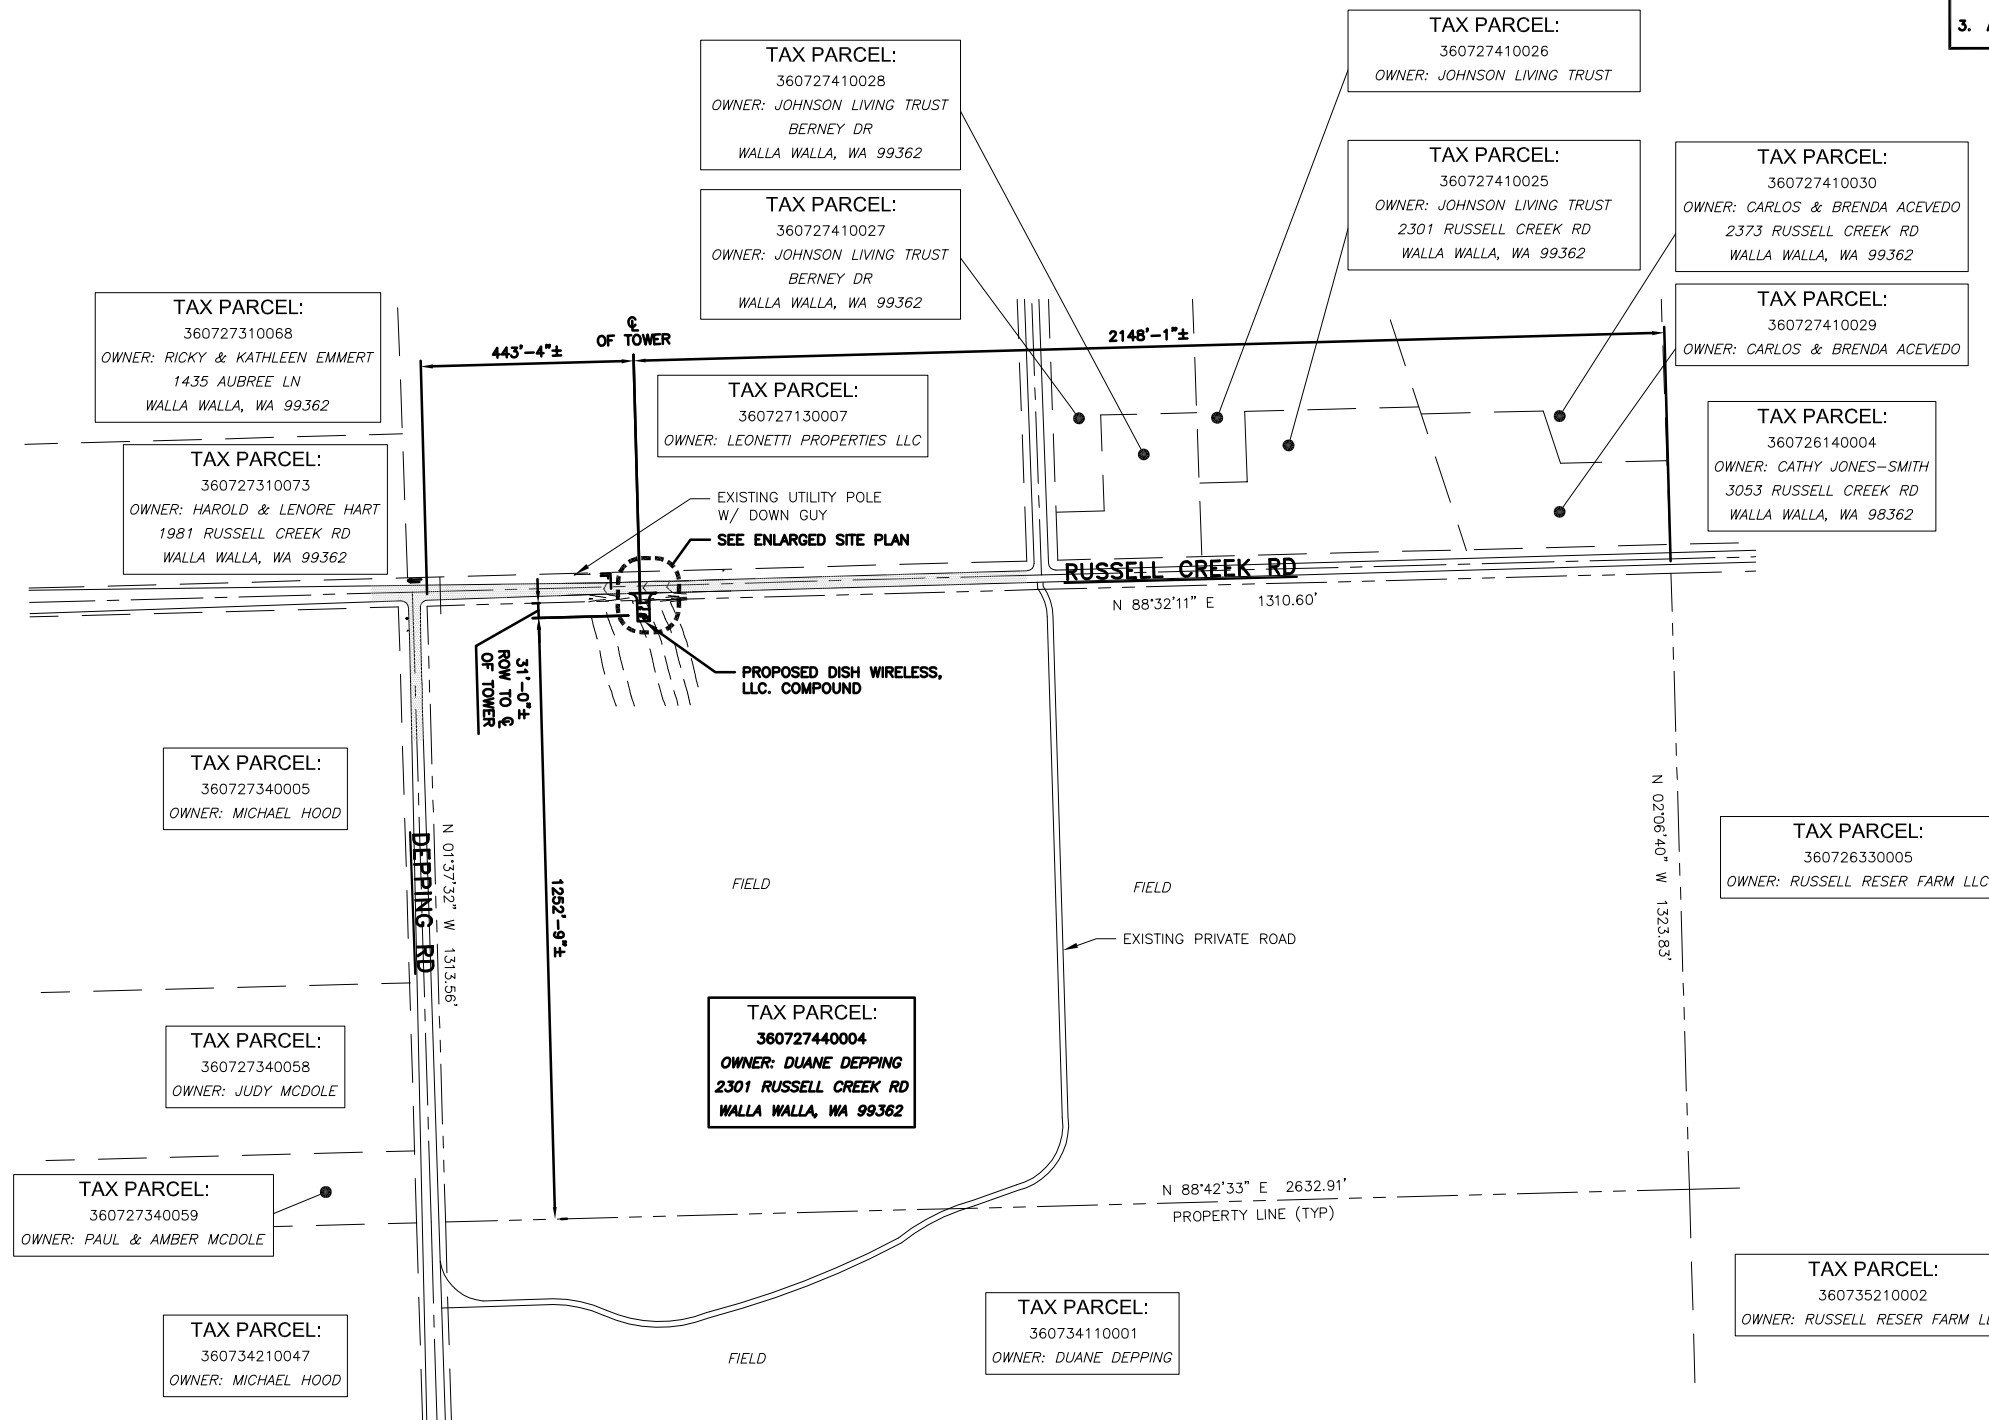 3.
TAX PARCEL:
360727410026
OWNER: JOHNSON LIVING TRUST
TAX PARCEL:
360727410028
OWNER: JOHNSON LIVING TRUST
BERNEY DR
WALLA WALLA, WA 99362
TAX PARCEL:
360727410025
OWNER: JOHNSON LIVING TRUST
2301 RUSSELL CREEK RD
WALLA WALLA, WA 99362
TAX PARCEL:
360727410030
OWNER: CARLOS & BRENDA ACEVEDO
2373 RUSSELL CREEK RD
WALLA WALLA, WA 99362
TAX PARCEL:
360727410027
OWNER: JOHNSON LIVING TRUST
BERNEY DR
WALLA WALLA, WA 99362
TAX PARCEL:
360727410029
OWNER: CARLOS & BRENDA ACEVEDO
TAX PARCEL:
360727310068
OWNER: RICKY & KATHLEEN EMMERT
1435 AUBREE LN
WALLA WALLA, WA 99362
443'-4"±
℄
OF TOWER
2148'-1"±
TAX PARCEL:
360727130007
OWNER: LEONETTI PROPERTIES LLC
TAX PARCEL:
360726140004
OWNER: CATHY JONES-SMITH
3053 RUSSELL CREEK RD
WALLA WALLA, WA 98362
TAX PARCEL:
360727310073
OWNER: HAROLD & LENORE HART
1981 RUSSELL CREEK RD
WALLA WALLA, WA 99362
EXISTING UTILITY POLE
W/ DOWN GUY
SEE ENLARGED SITE PLAN
RUSSELL CREEK RD
N 88°32'11" E 1310.60'
31'-0"±
ROW TO ℄
OF TOWER
PROPOSED DISH WIRELESS,
LLC. COMPOUND
TAX PARCEL:
360727340005
OWNER: MICHAEL HOOD
DEPPING RD
N 01°37'32" W 1313.56'
1252'-9"±
FIELD
FIELD
EXISTING PRIVATE ROAD
N 02°06'40" W 1323.83'
TAX PARCEL:
360726330005
OWNER: RUSSELL RESER FARM LLC
TAX PARCEL:
360727440004
OWNER: DUANE DEPPING
2301 RUSSELL CREEK RD
WALLA WALLA, WA 99362
TAX PARCEL:
360727340058
OWNER: JUDY MCDOLE
TAX PARCEL:
360727340059
OWNER: PAUL & AMBER MCDOLE
N 88°42'33" E 2632.91'
PROPERTY LINE (TYP)
TAX PARCEL:
360735210002
OWNER: RUSSELL RESER FARM
TAX PARCEL:
360734110001
OWNER: DUANE DEPPING
TAX PARCEL:
360734210047
OWNER: MICHAEL HOOD
FIELD